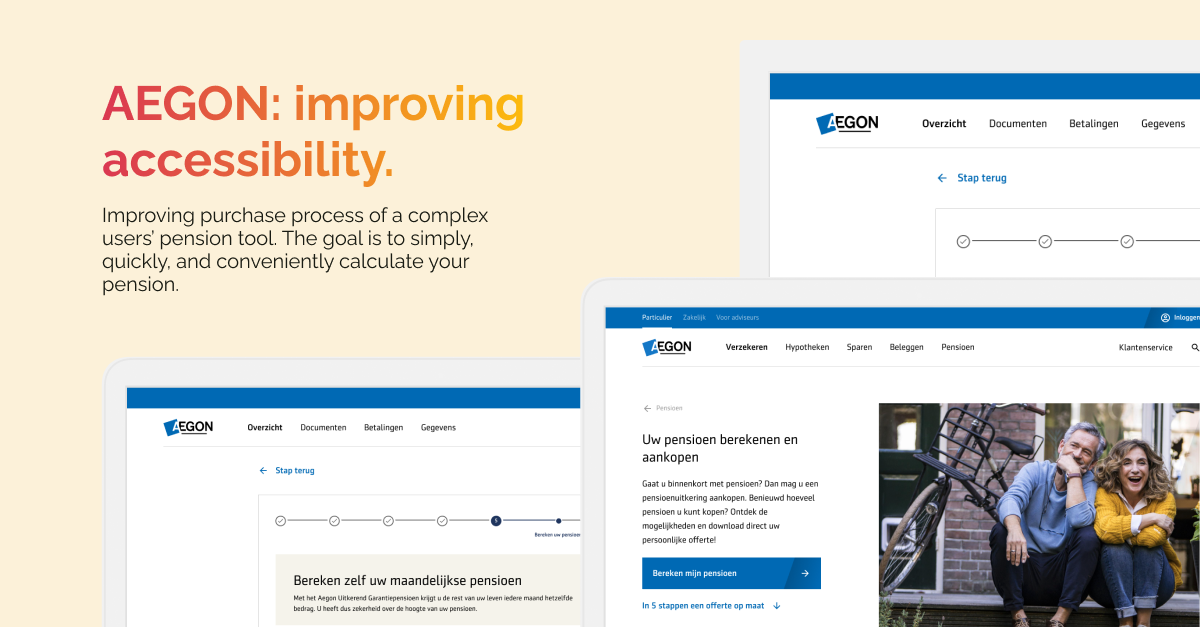 AEGON: improving
accessibility.
Improving purchase process of a complex
users' pension tool. The goal is to simply,
quickly, and conveniently calculate your
pension.
AEGON
Overzicht Documenten Betalingen Gegevens
Stap terug
Particulier Zakelijk Voor adviseurs Inloggen
AEGON
Verzekeren Hypotheken Sparen Beleggen Pensioen Klantenservice
Pensioen
Uw pensioen berekenen en
aankopen
Gaat u binnenkort met pensioen? Dan mag u een
pensioenuitkering aankopen. Benieuwd hoeveel
pensioen u kunt kopen? Ontdek de
mogelijkheden en download direct uw
persoonlijke offerte!
Bereken mijn pensioen
In 5 stappen een offerte op maat
AEGON
Overzicht Documenten Betalingen Gegevens
Stap terug
5
Bereken uw pensioen
Bereken zelf uw maandelijkse pensioen
Met het Aegon Uitkerend Garantiepensioen krijgt u de rest van uw leven iedere maand hetzelfde
bedrag. U heeft dus zekerheid over de hoogte van uw pensioen.